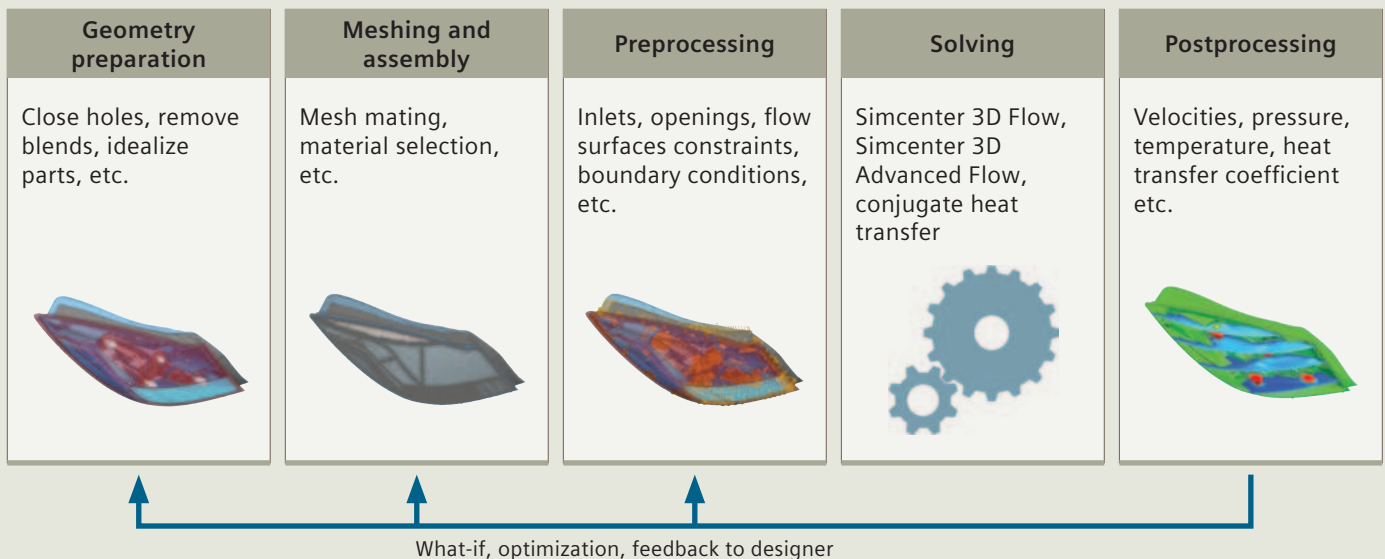 Geometry
preparation
Close holes, remove
blends, idealize
parts, etc.
Meshing and
assembly
Mesh mating,
material selection,
etc.
Preprocessing
Inlets, openings, flow
surfaces constraints,
boundary conditions,
etc.
Solving
Simcenter 3D Flow,
Simcenter 3D
Advanced Flow,
conjugate heat
transfer
Postprocessing
Velocities, pressure,
temperature, heat
transfer coefficient
etc.
What-if, optimization, feedback to designer